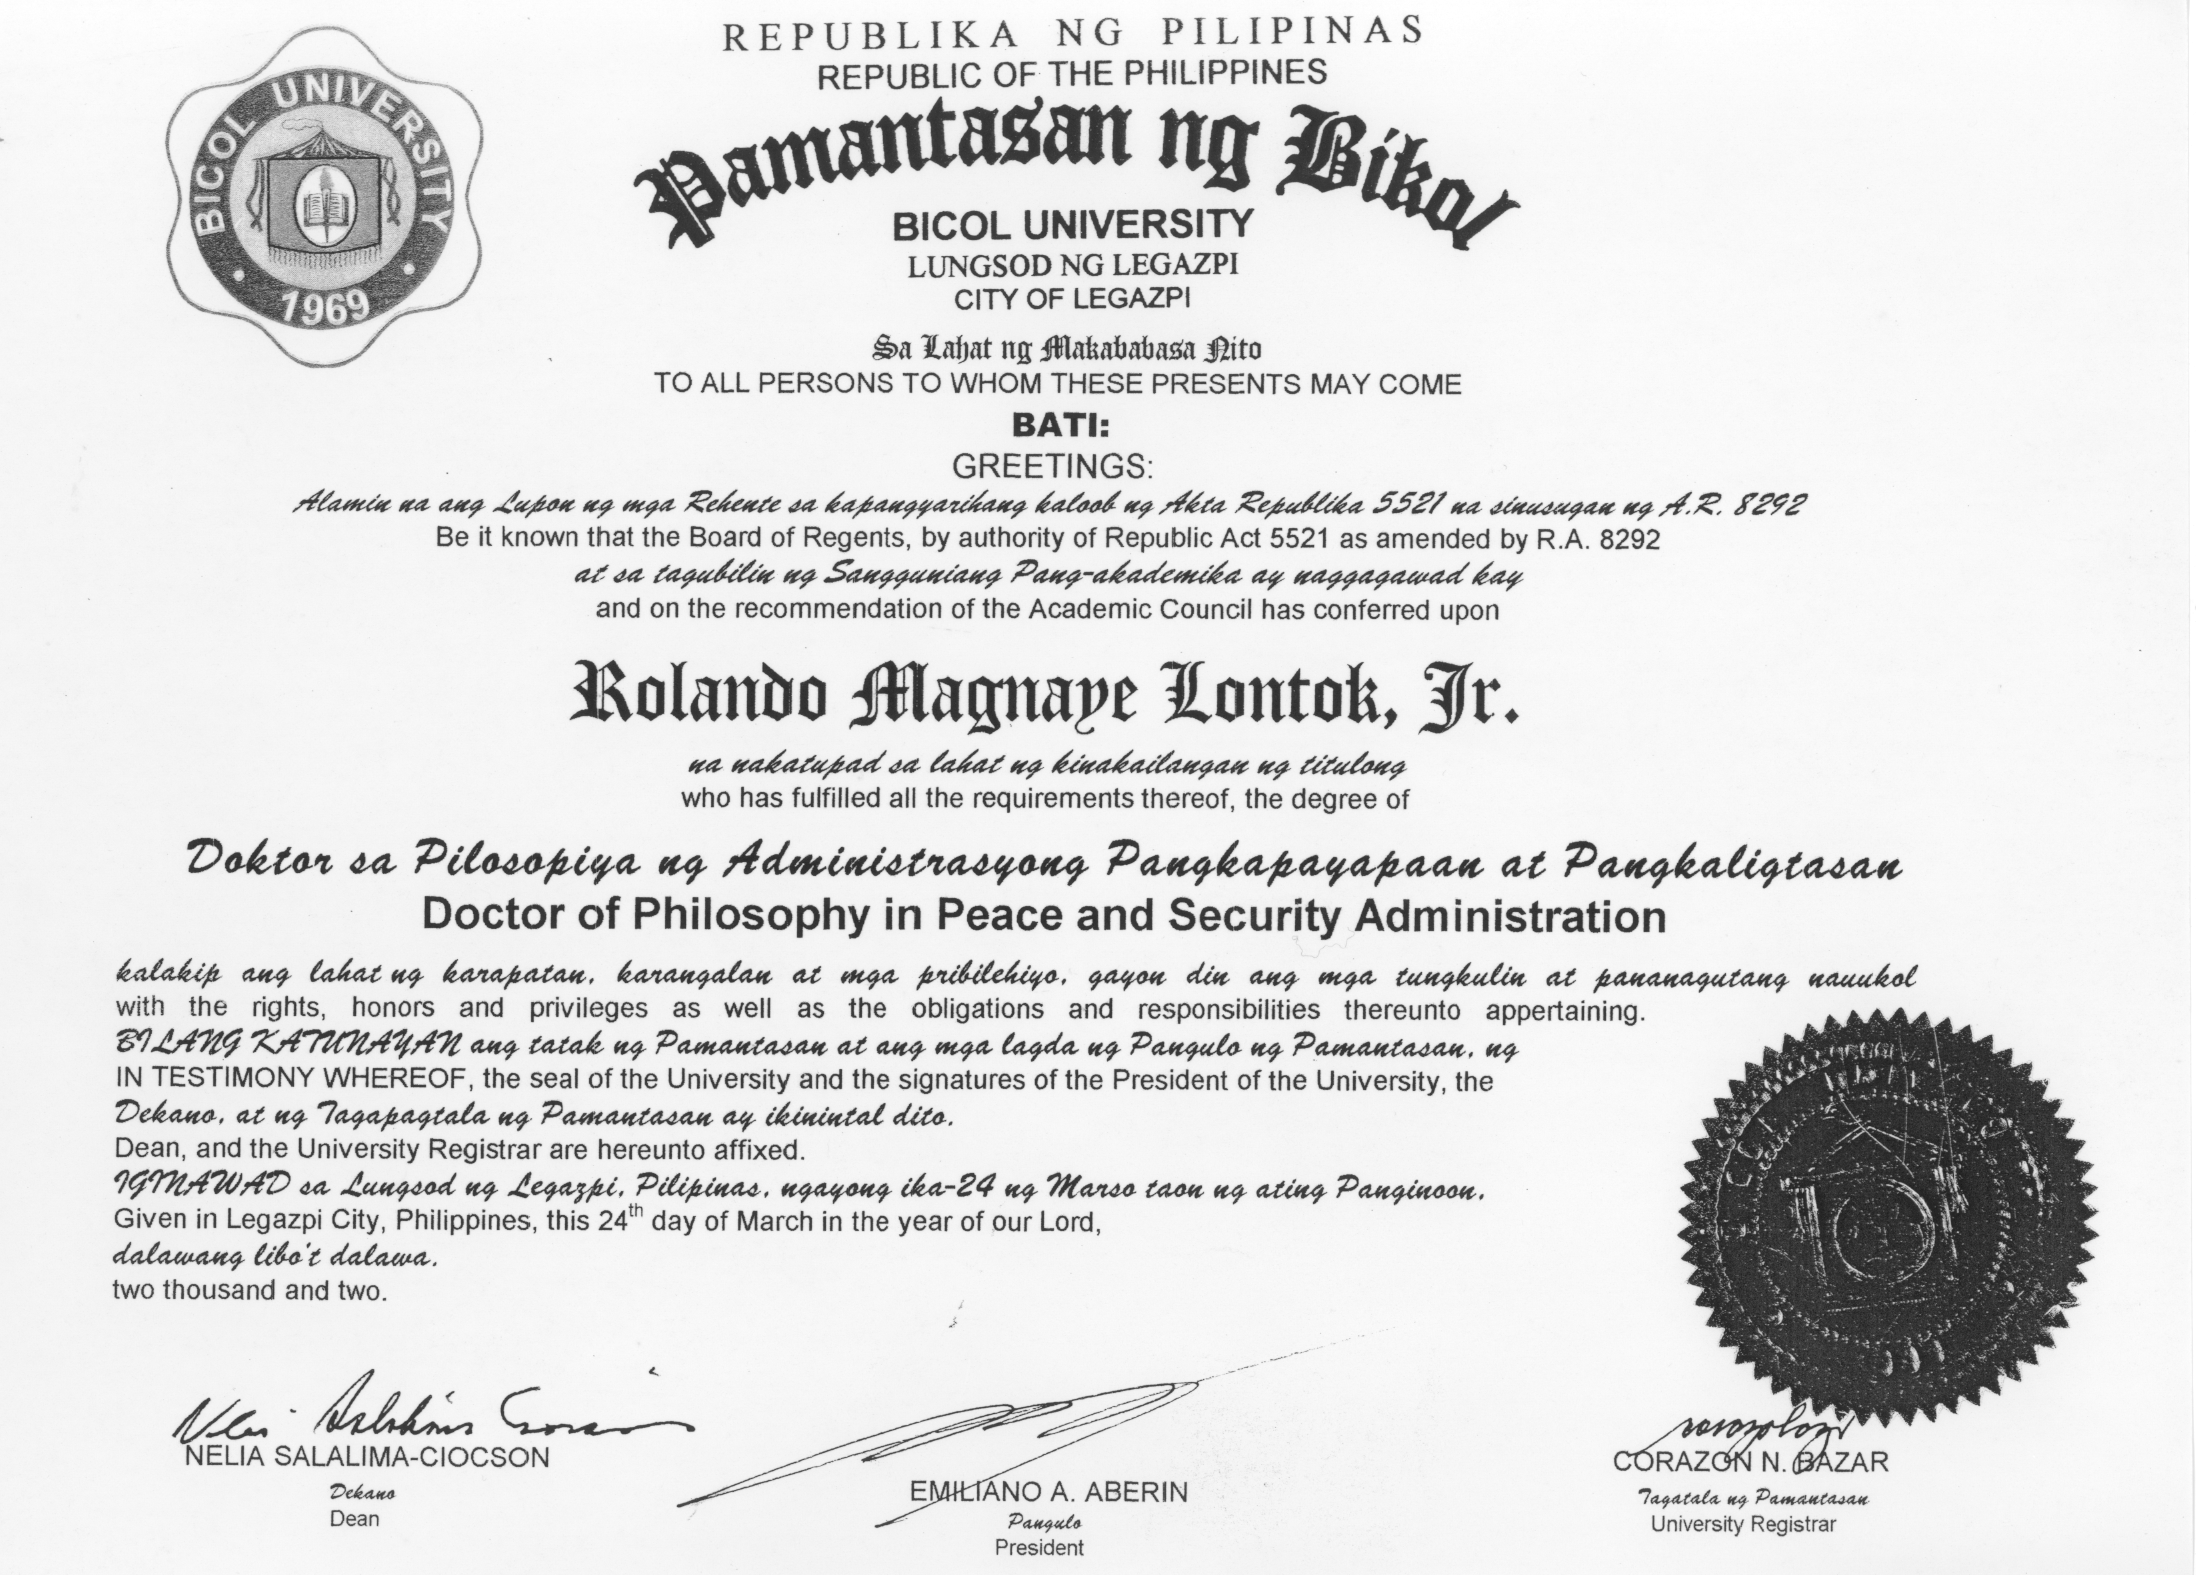 BICOL UNIVERSITY
1969
REPUBLIKA NG PILIPINAS
REPUBLIC OF THE PHILIPPINES
Pamantasan ng Bikol
BICOL UNIVERSITY
LUNGSOD NG LEGAZPI
CITY OF LEGAZPI
Sa Lahat ng Makababasa Nito
TO ALL PERSONS TO WHOM THESE PRESENTS MAY COME
BATI:
GREETINGS:
Alamin na ang Lupon ng mga Rehente sa kapangyarihang kaloob ng Akta Republika 5521 na sinusugan ng A.R. 8292
Be it known that the Board of Regents, by authority of Republic Act 5521 as amended by R.A. 8292
at sa tagubilin ng Sangguniang Pang-akademika ay naggagawad kay
and on the recommendation of the Academic Council has conferred upon
Rolando Magnaye Lontok, Jr.
na nakatupad sa lahat ng kinakailangan ng titulong
who has fulfilled all the requirements thereof, the degree of
Doktor sa Pilosopiya ng Administrasyong Pangkapayapaan at Pangkaligtasan
Doctor of Philosophy in Peace and Security Administration
kalakip ang lahat ng karapatan, karangalan at mga pribilehiyo, gayon din ang mga tungkulin at pananagutang nauukol
with the rights, honors and privileges as well as the obligations and responsibilities thereunto appertaining.
BILANG KATUNAYAN ang tatak ng Pamantasan at ang mga lagda ng Pangulo ng Pamantasan, ng
IN TESTIMONY WHEREOF, the seal of the University and the signatures of the President of the University, the
Dekano, at ng Tagapagtala ng Pamantasan ay ikinintal dito.
Dean, and the University Registrar are hereunto affixed.
IGINAWAD sa Lungsod ng Legazpi, Pilipinas, ngayong ika-24 ng Marso taon ng ating Panginoon,
Given in Legazpi City, Philippines, this 24th day of March in the year of our Lord,
dalawang libo't dalawa.
two thousand and two.
NELIA SALALIMA-CIOCSON
Dekano
Dean
EMILIANO A. ABERIN
Pangulo
President
CORAZON N. BAZAR
Tagatala ng Pamantasan
University Registrar